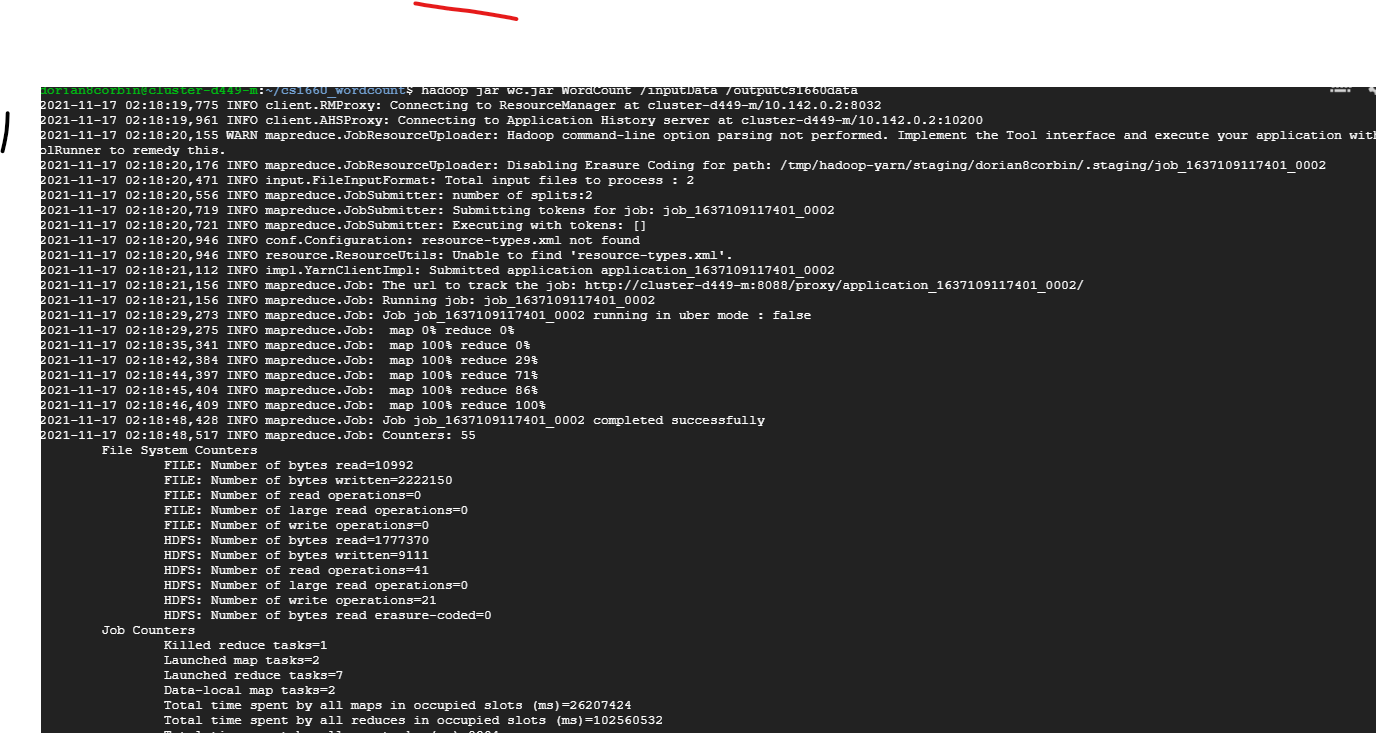 dorian8corbin@cluster-d449-m:~/cs1660_wordcount$ hadoop jar wc.jar WordCount /inputData /outputCs1660data
2021-11-17 02:18:19,775 INFO client.RMProxy: Connecting to ResourceManager at cluster-d449-m/10.142.0.2:8032
2021-11-17 02:18:19,961 INFO client.AHSProxy: Connecting to Application History server at cluster-d449-m/10.142.0.2:10200
2021-11-17 02:18:20,155 WARN mapreduce.JobResourceUploader: Hadoop command-line option parsing not performed. Implement the Tool interface and execute your application with
olRunner to remedy this.
2021-11-17 02:18:20,176 INFO mapreduce.JobResourceUploader: Disabling Erasure Coding for path: /tmp/hadoop-yarn/staging/dorian8corbin/.staging/job_1637109117401_0002
2021-11-17 02:18:20,471 INFO input.FileInputFormat: Total input files to process : 2
2021-11-17 02:18:20,556 INFO mapreduce.JobSubmitter: number of splits:2
2021-11-17 02:18:20,719 INFO mapreduce.JobSubmitter: Submitting tokens for job: job_1637109117401_0002
2021-11-17 02:18:20,721 INFO mapreduce.JobSubmitter: Executing with tokens: []
2021-11-17 02:18:20,946 INFO conf.Configuration: resource-types.xml not found
2021-11-17 02:18:20,946 INFO resource.ResourceUtils: Unable to find 'resource-types.xml'.
2021-11-17 02:18:21,112 INFO impl.YarnClientImpl: Submitted application application_1637109117401_0002
2021-11-17 02:18:21,156 INFO mapreduce.Job: The url to track the job: http://cluster-d449-m:8088/proxy/application_1637109117401_0002/
2021-11-17 02:18:21,156 INFO mapreduce.Job: Running job: job_1637109117401_0002
2021-11-17 02:18:29,273 INFO mapreduce.Job: Job job_1637109117401_0002 running in uber mode : false
2021-11-17 02:18:29,275 INFO mapreduce.Job:  map 0% reduce 0%
2021-11-17 02:18:35,341 INFO mapreduce.Job:  map 100% reduce 0%
2021-11-17 02:18:42,384 INFO mapreduce.Job:  map 100% reduce 29%
2021-11-17 02:18:44,397 INFO mapreduce.Job:  map 100% reduce 71%
2021-11-17 02:18:45,404 INFO mapreduce.Job:  map 100% reduce 86%
2021-11-17 02:18:46,409 INFO mapreduce.Job:  map 100% reduce 100%
2021-11-17 02:18:48,428 INFO mapreduce.Job: Job job_1637109117401_0002 completed successfully
2021-11-17 02:18:48,517 INFO mapreduce.Job: Counters: 55
File System Counters
FILE: Number of bytes read=10992
FILE: Number of bytes written=2222150
FILE: Number of read operations=0
FILE: Number of large read operations=0
FILE: Number of write operations=0
HDFS: Number of bytes read=1777370
HDFS: Number of bytes written=9111
HDFS: Number of read operations=41
HDFS: Number of large read operations=0
HDFS: Number of write operations=21
HDFS: Number of bytes read erasure-coded=0
Job Counters
Killed reduce tasks=1
Launched map tasks=2
Launched reduce tasks=7
Data-local map tasks=2
Total time spent by all maps in occupied slots (ms)=26207424
Total time spent by all reduces in occupied slots (ms)=102560532